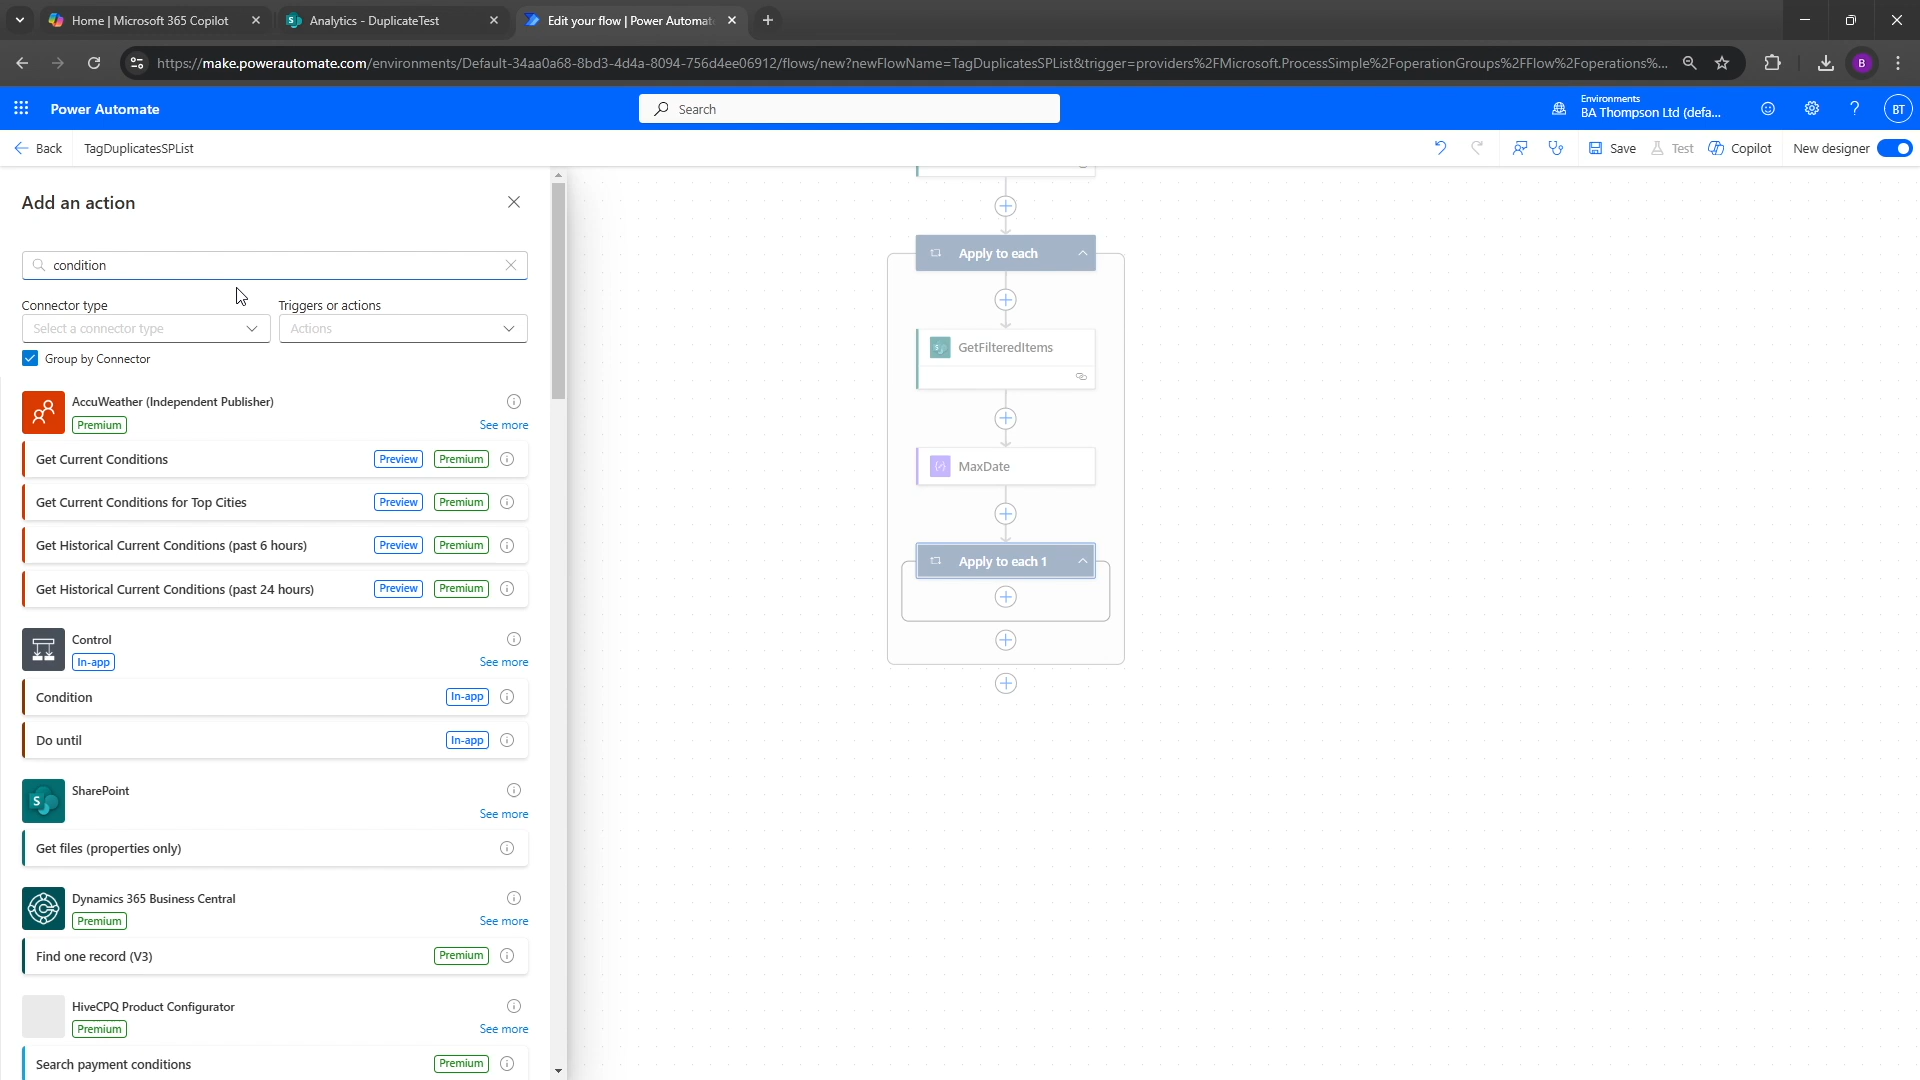 Home | Microsoft 365 Copilot
Analytics - DuplicateTest
Edit your flow | Power Automat
https://make.powerautomate.com/environments/Default-34aa0a68-8bd3-4d4a-8094-756d4ee06912/flows/new?newFlowName=TagDuplicatesSPList&trigger=providers%2FMicrosoft.ProcessSimple%2FoperationGroups%2FFlow%2Foperations%...
B
Power Automate
Search
Environments
BA Thompson Ltd (defa...
?
BT
Back
TagDuplicatesSPList
Save
Test
Copilot
New designer
Add an action
condition
Connector type
Triggers or actions
Select a connector type
Actions
Group by Connector
AccuWeather (Independent Publisher)
Premium
See more
Get Current Conditions
Preview
Premium
Get Current Conditions for Top Cities
Preview
Premium
Get Historical Current Conditions (past 6 hours)
Preview
Premium
Get Historical Current Conditions (past 24 hours)
Preview
Premium
Control
In-app
See more
Condition
In-app
Do until
In-app
SharePoint
See more
Get files (properties only)
Dynamics 365 Business Central
Premium
See more
Find one record (V3)
Premium
HiveCPQ Product Configurator
Premium
See more
Search payment conditions
Premium
Apply to each
GetFilteredItems
MaxDate
Apply to each 1